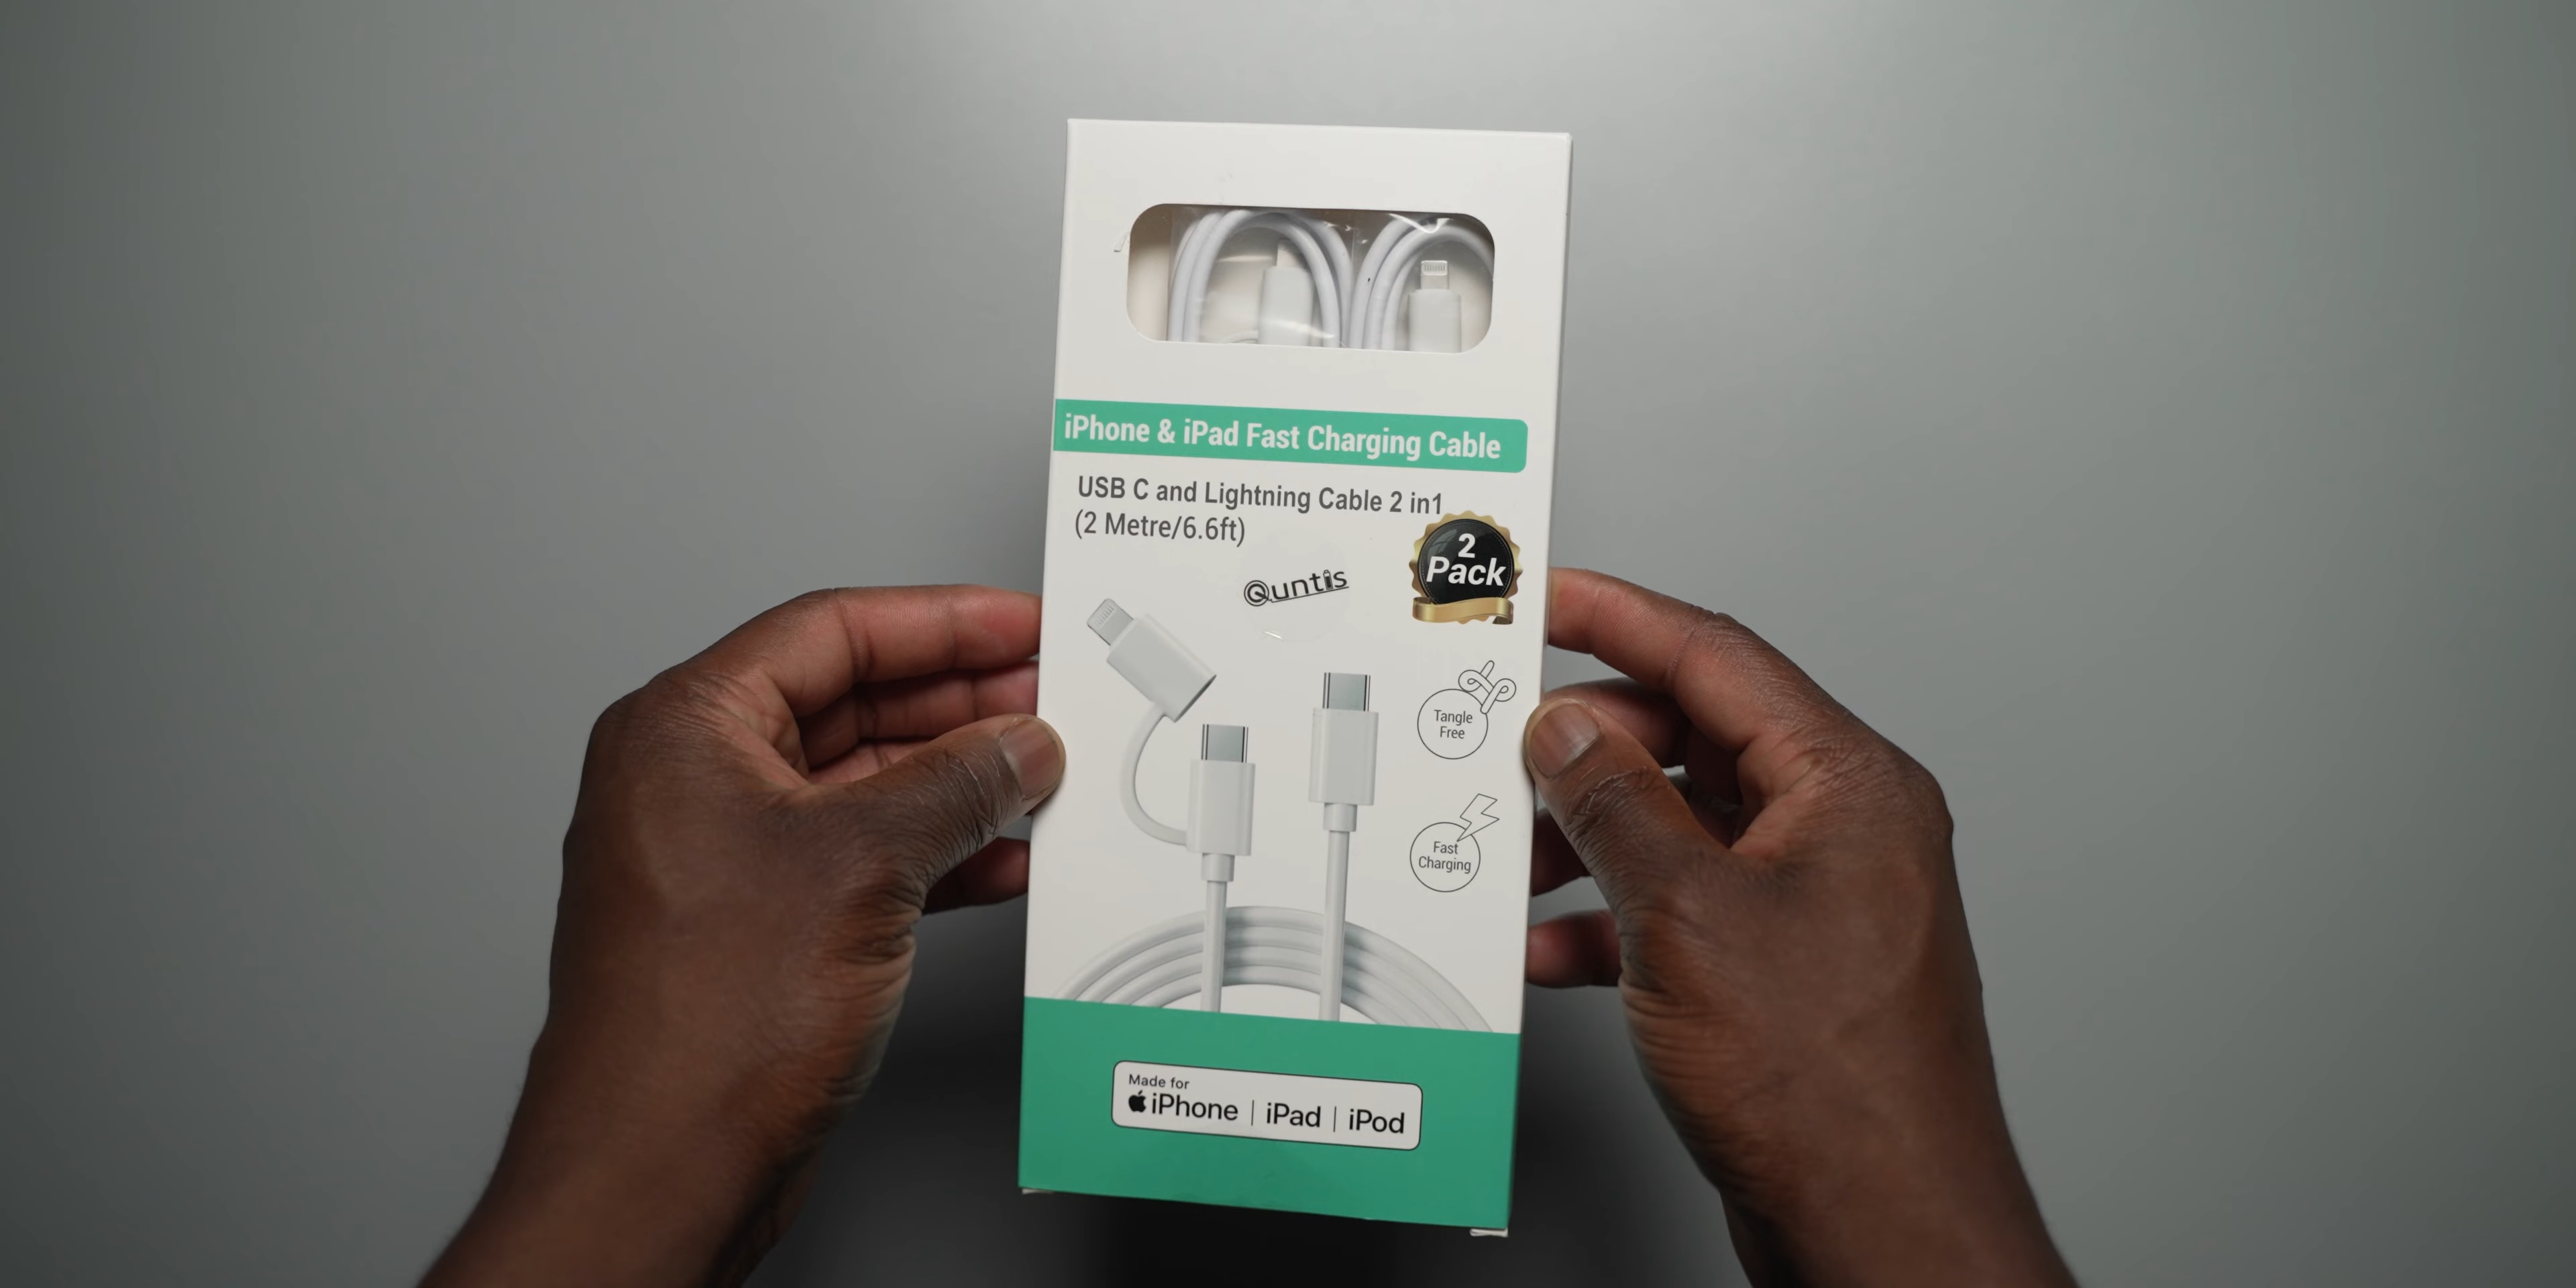 iPhone & iPad Fast Charging Cable
USB C and Lightning Cable 2 in1
(2 Metre/6.6ft)
2
Pack
Quntis
Tangle
Free
Fast
Charging
Made for
iPhone | iPad | iPod